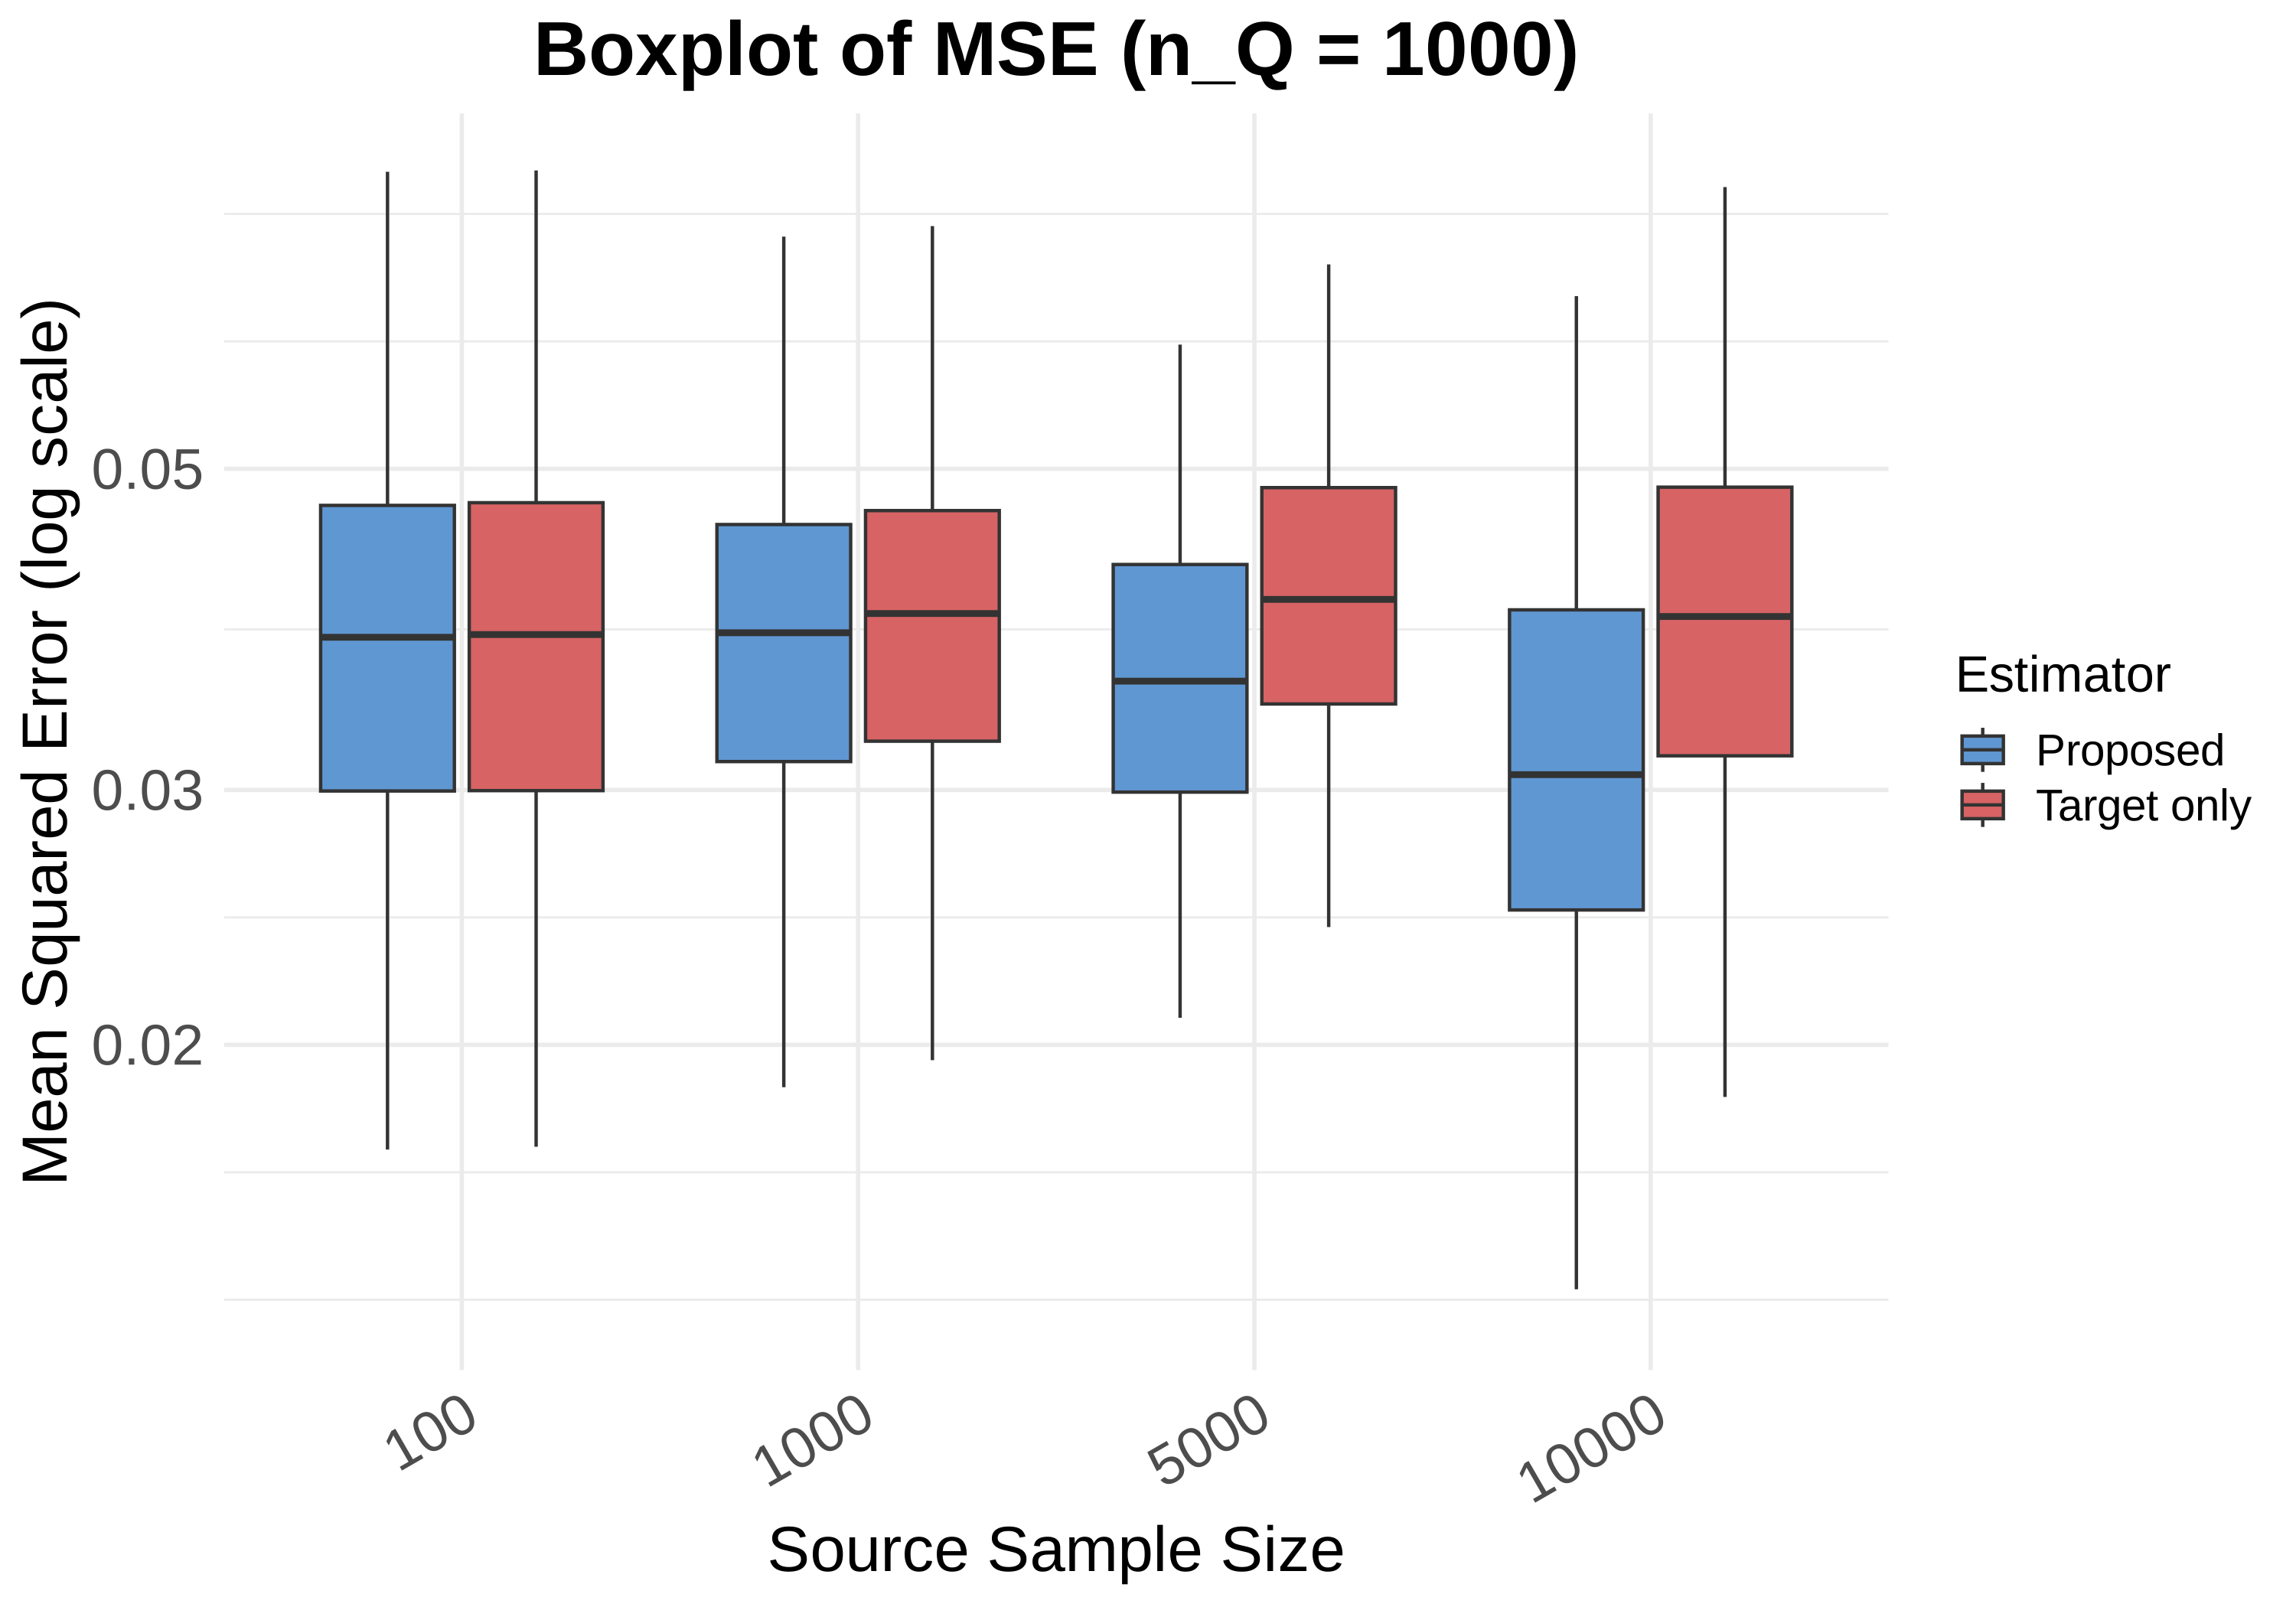 Boxplot of MSE (n_Q = 1000)
Mean Squared Error (log scale)
0.05
0.03
0.02
100
1000
5000
10000
Source Sample Size
Estimator
Proposed
Target only